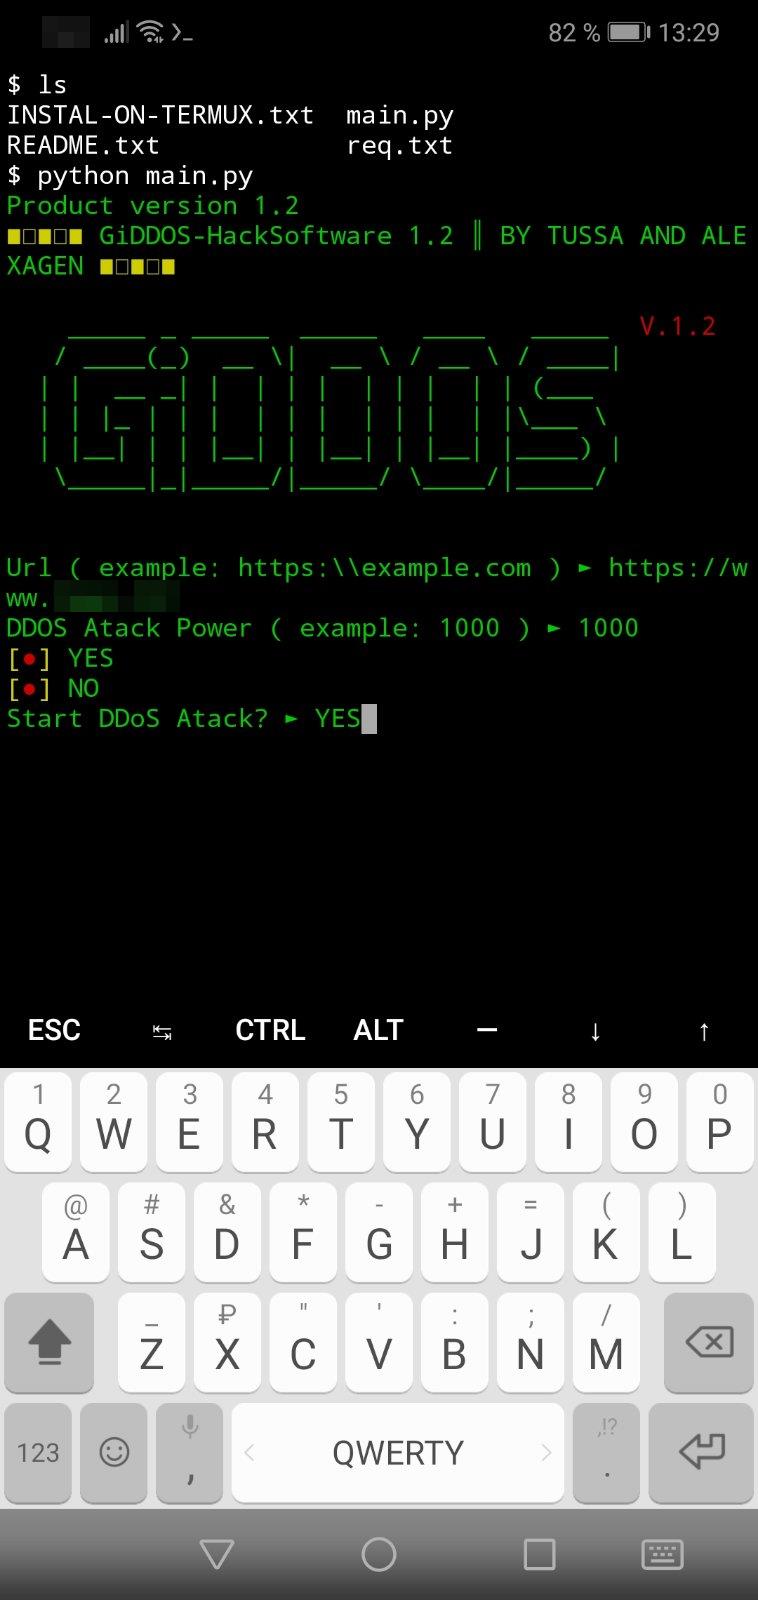 82 % 13:29
$ ls
INSTAL-ON-TERMUX.txt main.py
README.txt req.txt
$ python main.py
Product version 1.2
■□■□■ GiDDOS-HackSoftware 1.2 ║ BY TUSSA AND ALE
XAGEN ■□■□■
V.1.2
GiDDOS
Url ( example: https:\\example.com ) ► https://w
ww.
DDOS Atack Power ( example: 1000 ) ► 1000
[●] YES
[●] NO
Start DDoS Atack? ► YES
ESC ↹ CTRL ALT — ↓ ↑
1 2 3 4 5 6 7 8 9 0
Q W E R T Y U I O P
@ # & * - + = ( )
A S D F G H J K L
_ ₽ " ' : ; /
Z X C V B N M
123 , QWERTY ,!? .